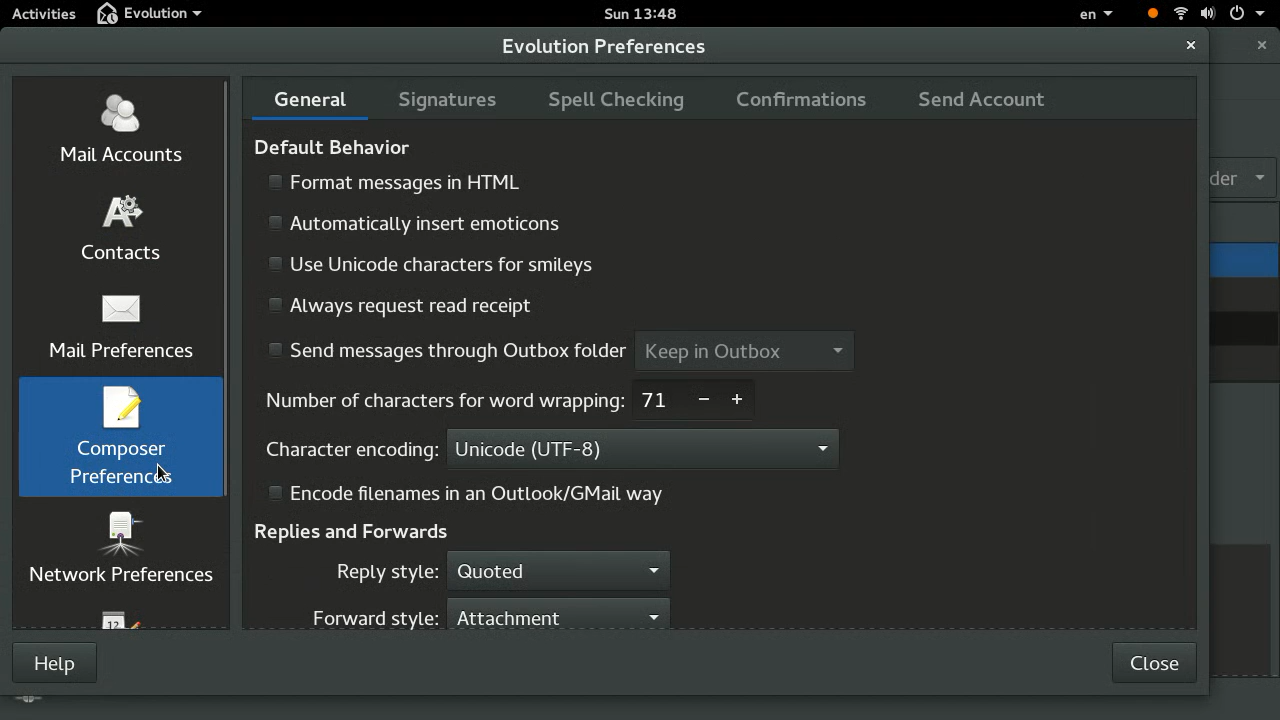 Activities Evolution Sun 13:48 en
Evolution Preferences
Mail Accounts
Contacts
Mail Preferences
Composer
Preferences
Network Preferences
12
General Signatures Spell Checking Confirmations Send Account
Default Behavior
Format messages in HTML
Automatically insert emoticons
Use Unicode characters for smileys
Always request read receipt
Send messages through Outbox folder Keep in Outbox
Number of characters for word wrapping: 71 − +
Character encoding: Unicode (UTF-8)
Encode filenames in an Outlook/GMail way
Replies and Forwards
Reply style: Quoted
Forward style: Attachment
der
Help Close